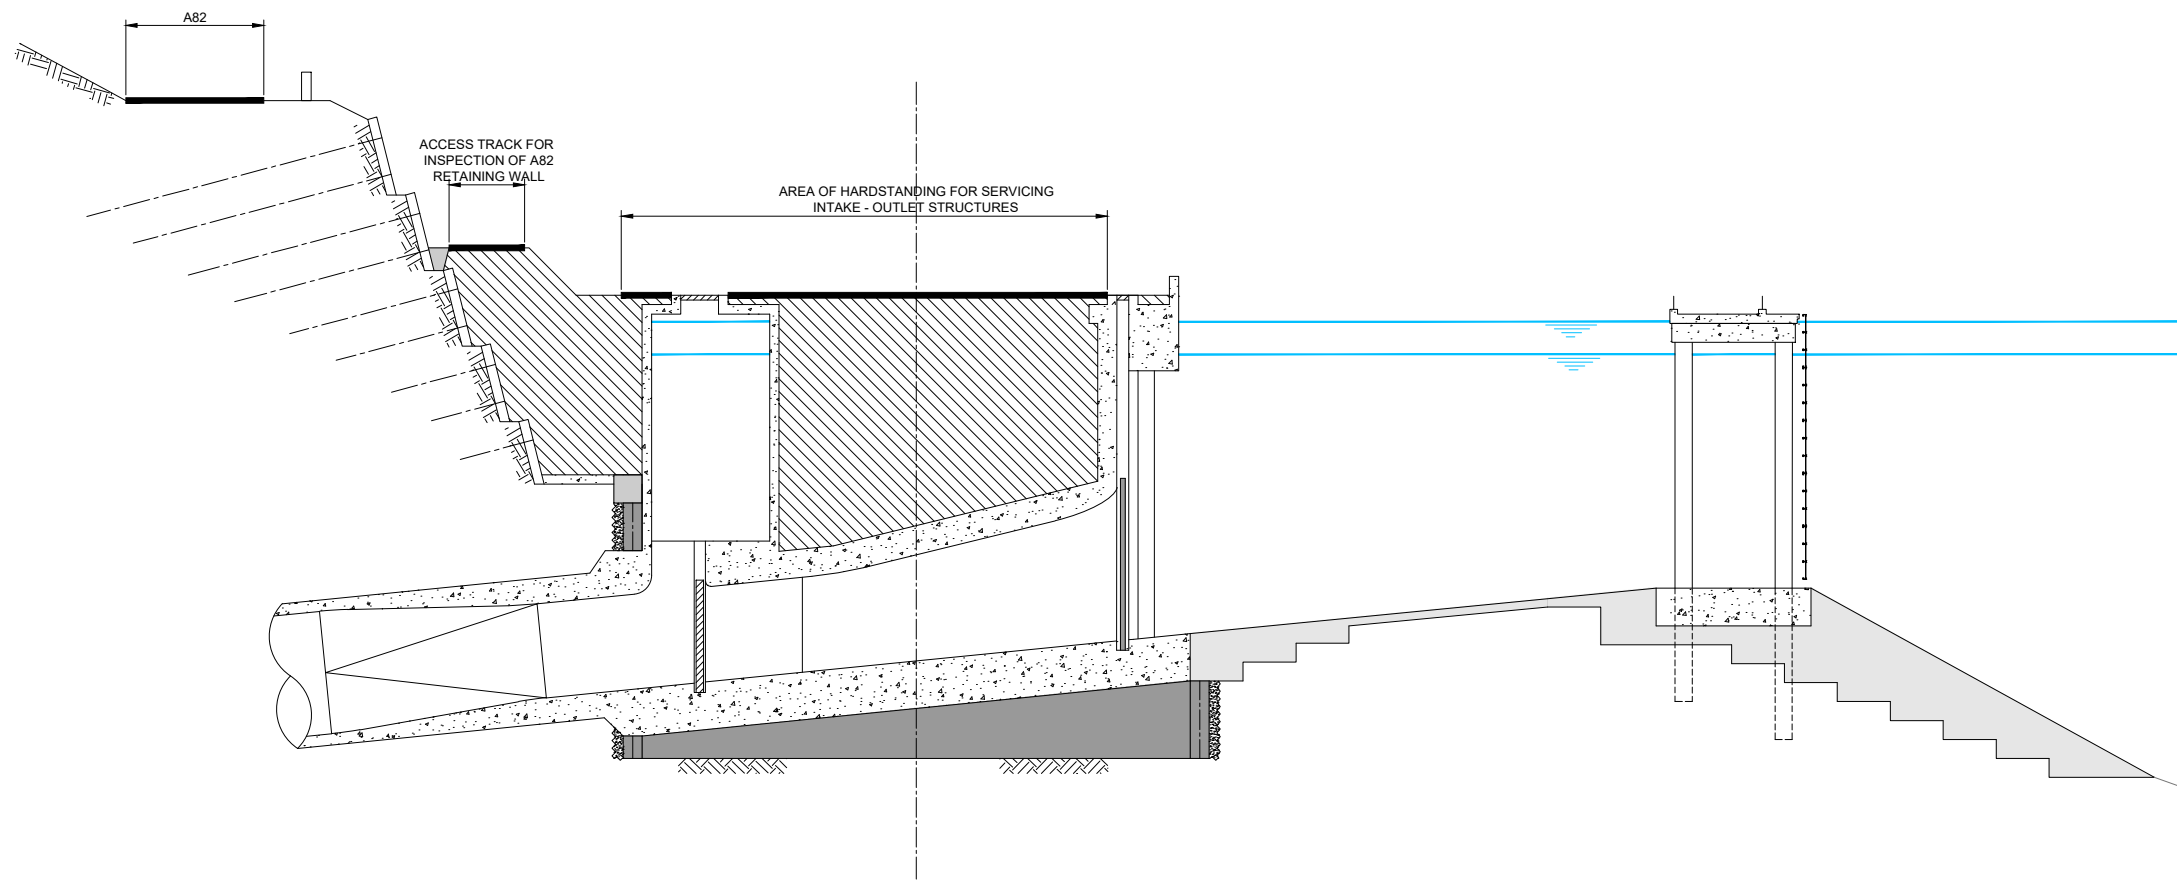 A82
ACCESS TRACK FOR
INSPECTION OF A82
RETAINING WALL
AREA OF HARDSTANDING FOR SERVICING
INTAKE - OUTLET STRUCTURES